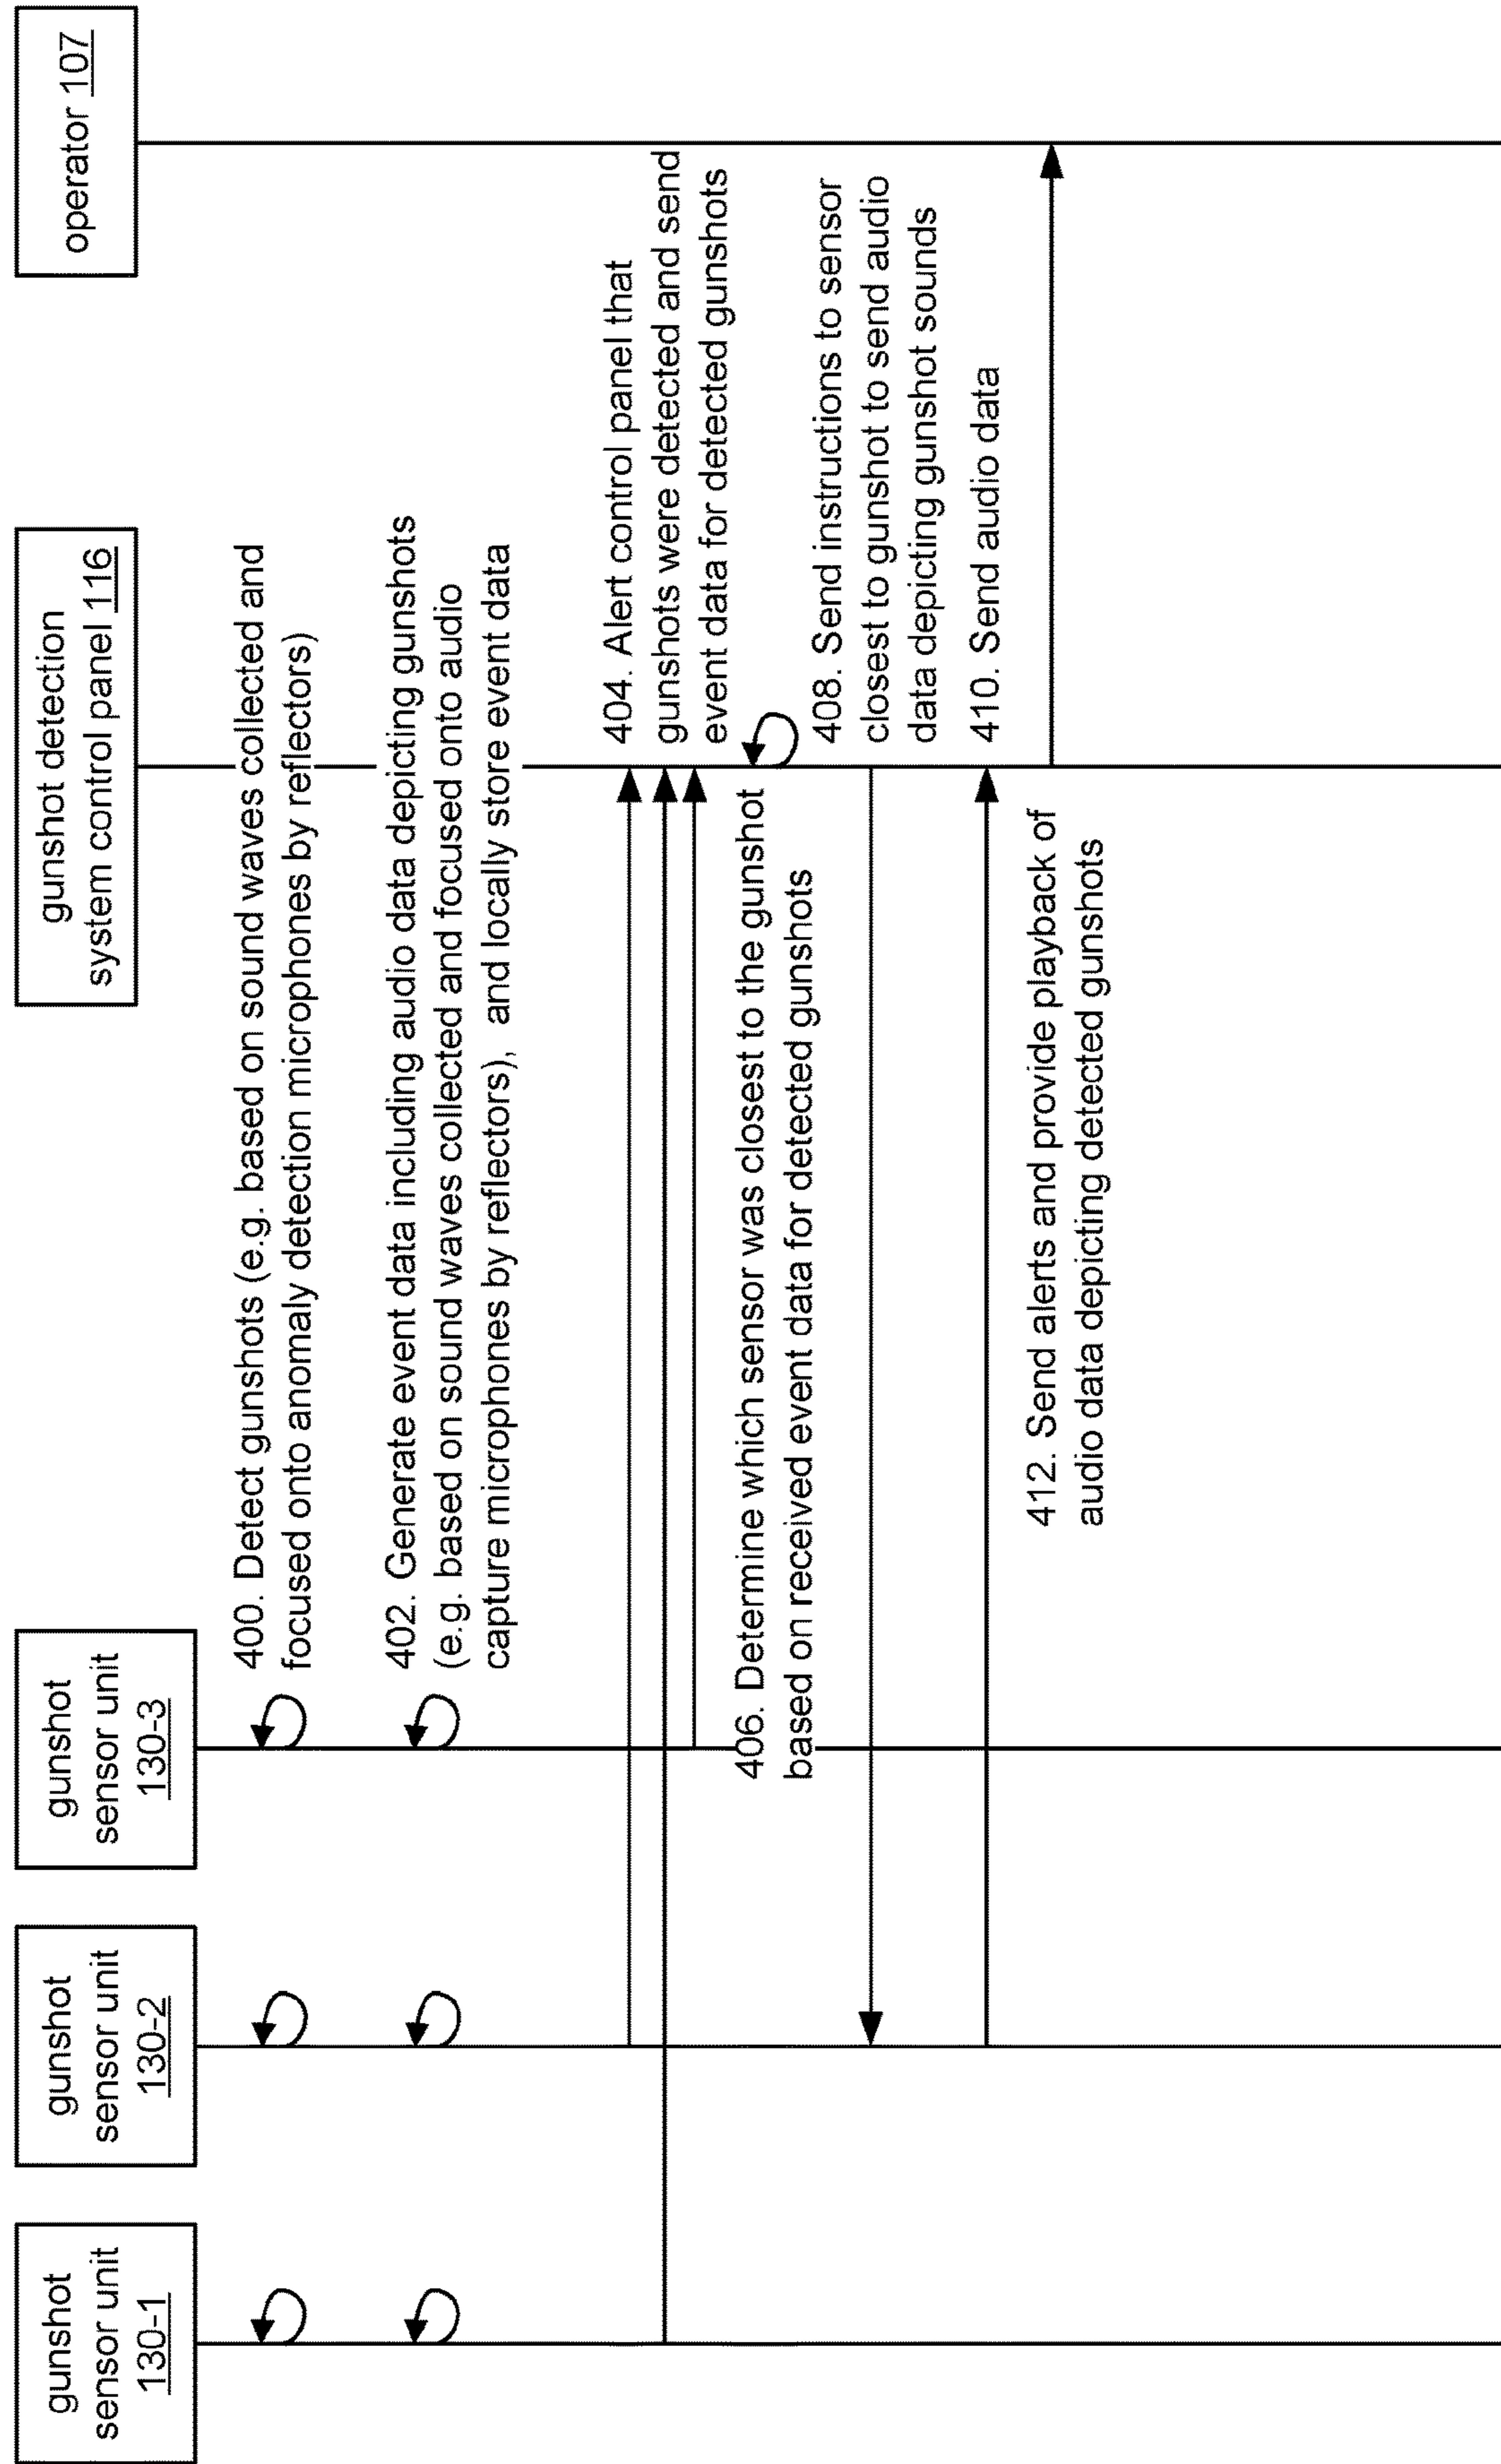 gunshot
sensor unit
130-1
gunshot
sensor unit
130-2
gunshot
sensor unit
130-3
gunshot detection
system control panel 116
operator 107
400. Detect gunshots (e.g. based on sound waves collected and
focused onto anomaly detection microphones by reflectors)
402. Generate event data including audio data depicting gunshots
(e.g. based on sound waves collected and focused onto audio
capture microphones by reflectors), and locally store event data
404. Alert control panel that
gunshots were detected and send
event data for detected gunshots
406. Determine which sensor was closest to the gunshot
based on received event data for detected gunshots
408. Send instructions to sensor
closest to gunshot to send audio
data depicting gunshot sounds
410. Send audio data
412. Send alerts and provide playback of
audio data depicting detected gunshots